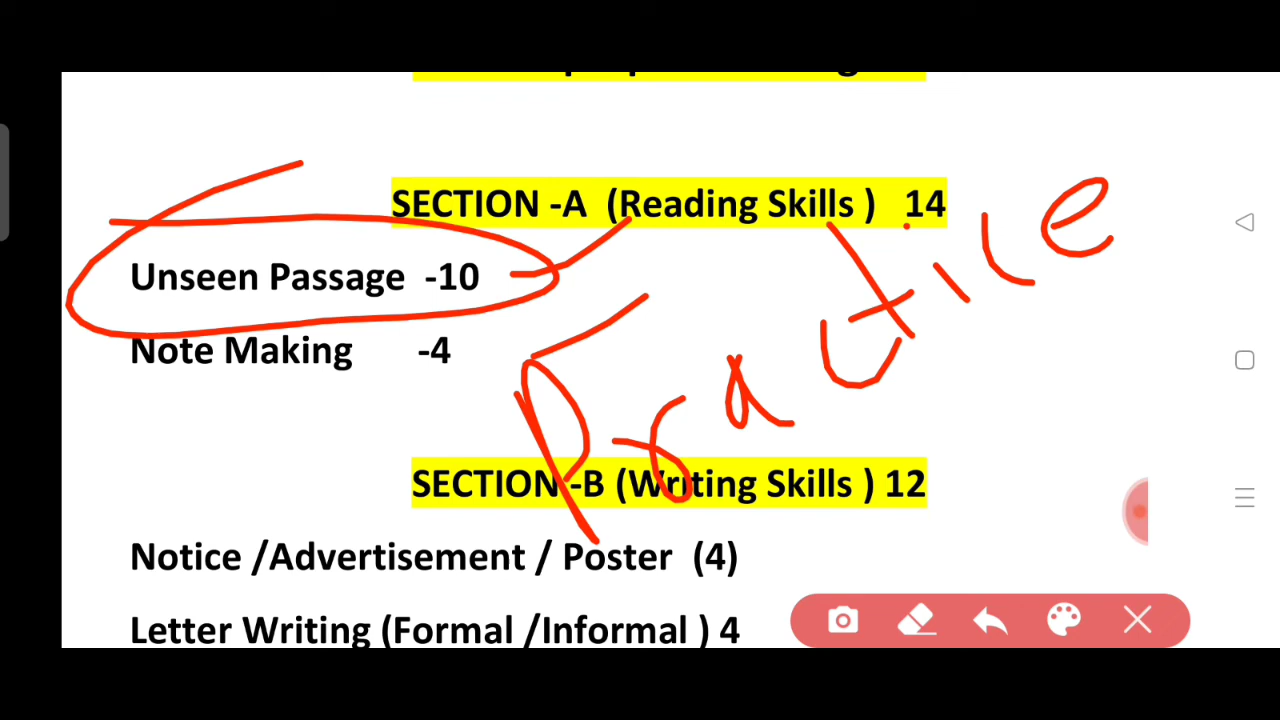 SECTION -A (Reading Skills ) 14
Unseen Passage -10
Note Making -4
Pratice
SECTION -B (Writing Skills ) 12
Notice /Advertisement / Poster (4)
Letter Writing (Formal /Informal ) 4